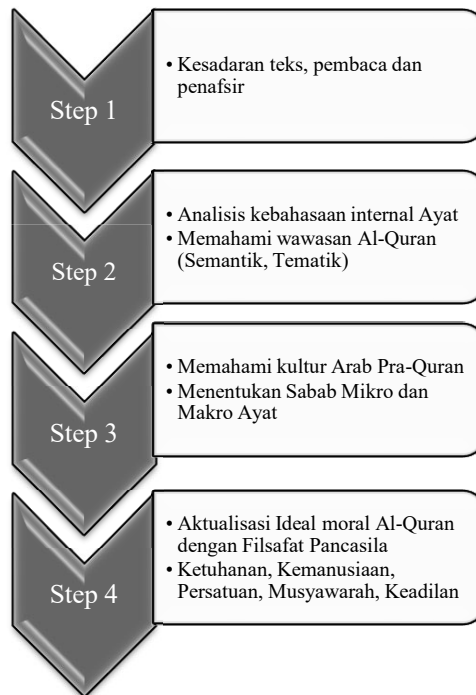 Step 1
• Kesadaran teks, pembaca dan
penafsir
Step 2
• Analisis kebahasaan internal Ayat
• Memahami wawasan Al-Quran
(Semantik, Tematik)
Step 3
• Memahami kultur Arab Pra-Quran
• Menentukan Sabab Mikro dan
Makro Ayat
Step 4
• Aktualisasi Ideal moral Al-Quran
dengan Filsafat Pancasila
• Ketuhanan, Kemanusiaan,
Persatuan, Musyawarah, Keadilan